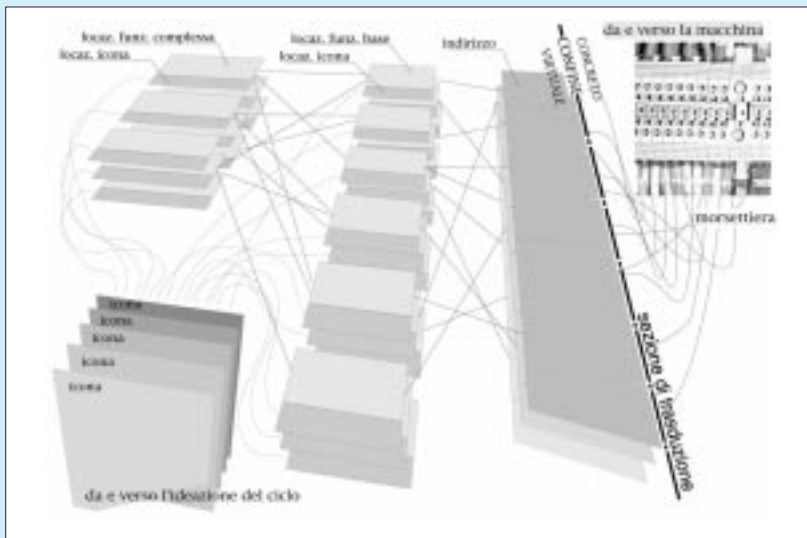 locaz. funz. complessa
locaz. icona
locaz. funz. base
locaz. icona
indirizzo
CONCRETO
CONFINE
VIRTUALE
da e verso la macchina
morsettiera
sezione di trasduzione
icona
icona
icona
icona
icona
da e verso l'ideazione del ciclo